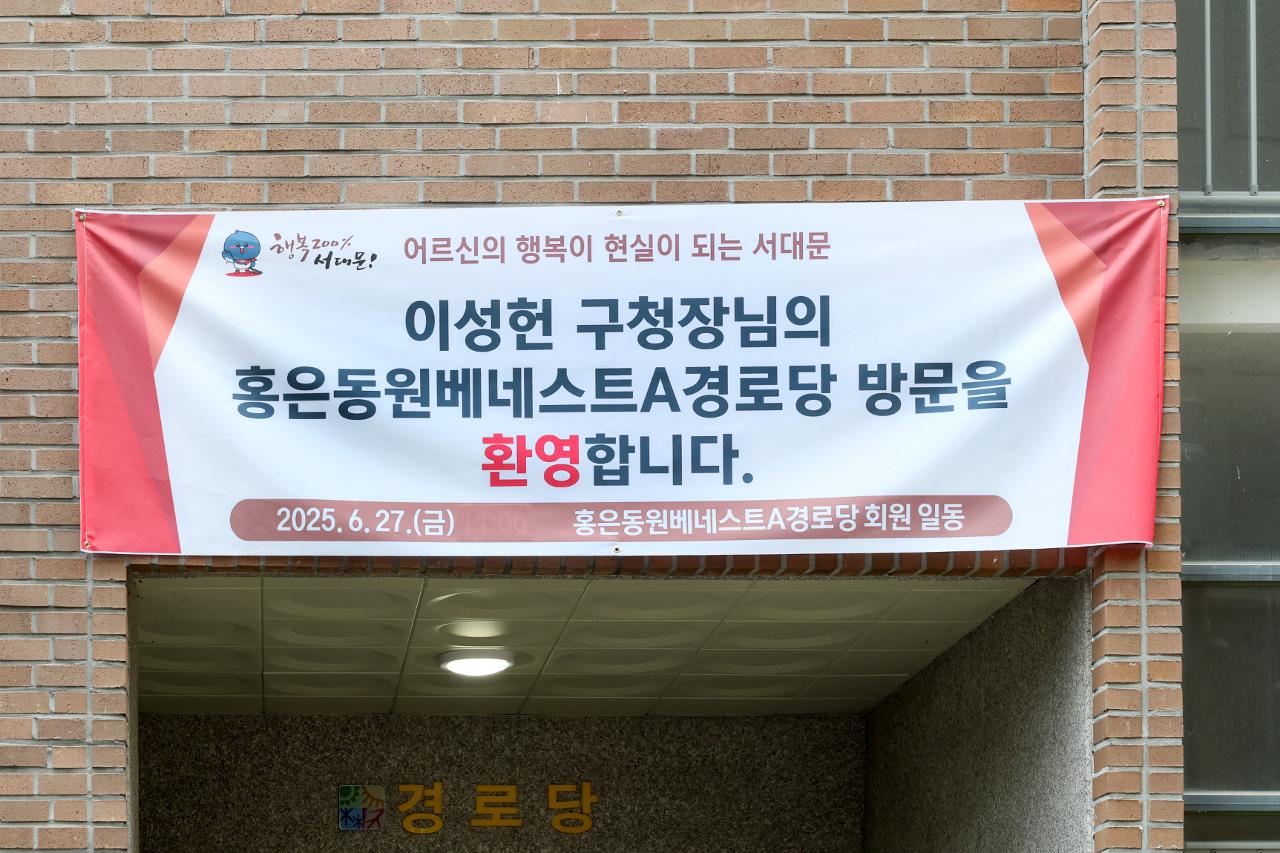 행복200%
서대문!
어르신의 행복이 현실이 되는 서대문
이성헌 구청장님의
홍은동원베네스트A경로당 방문을
환영합니다.
2025. 6. 27.(금)
홍은동원베네스트A경로당 회원 일동
경로당